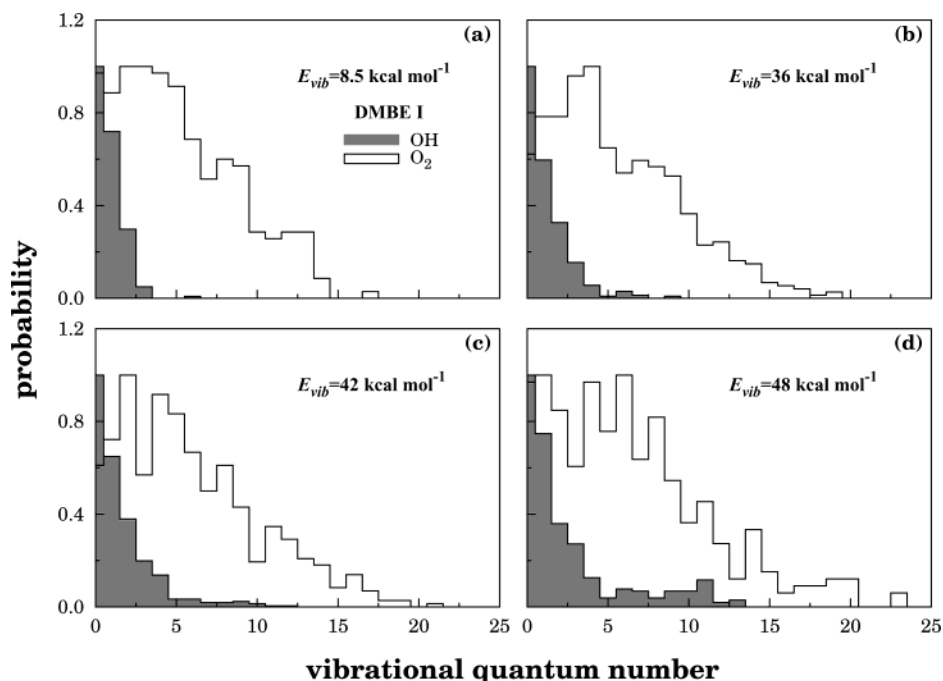 1.2
(a)
(b)
E_vib=8.5 kcal mol⁻¹
E_vib=36 kcal mol⁻¹
DMBE I
OH
O₂
0.8
0.4
0.0
1.2
(c)
(d)
E_vib=42 kcal mol⁻¹
E_vib=48 kcal mol⁻¹
0.8
0.4
0.0
0 5 10 15 20 25
0 5 10 15 20 25
probability
vibrational quantum number